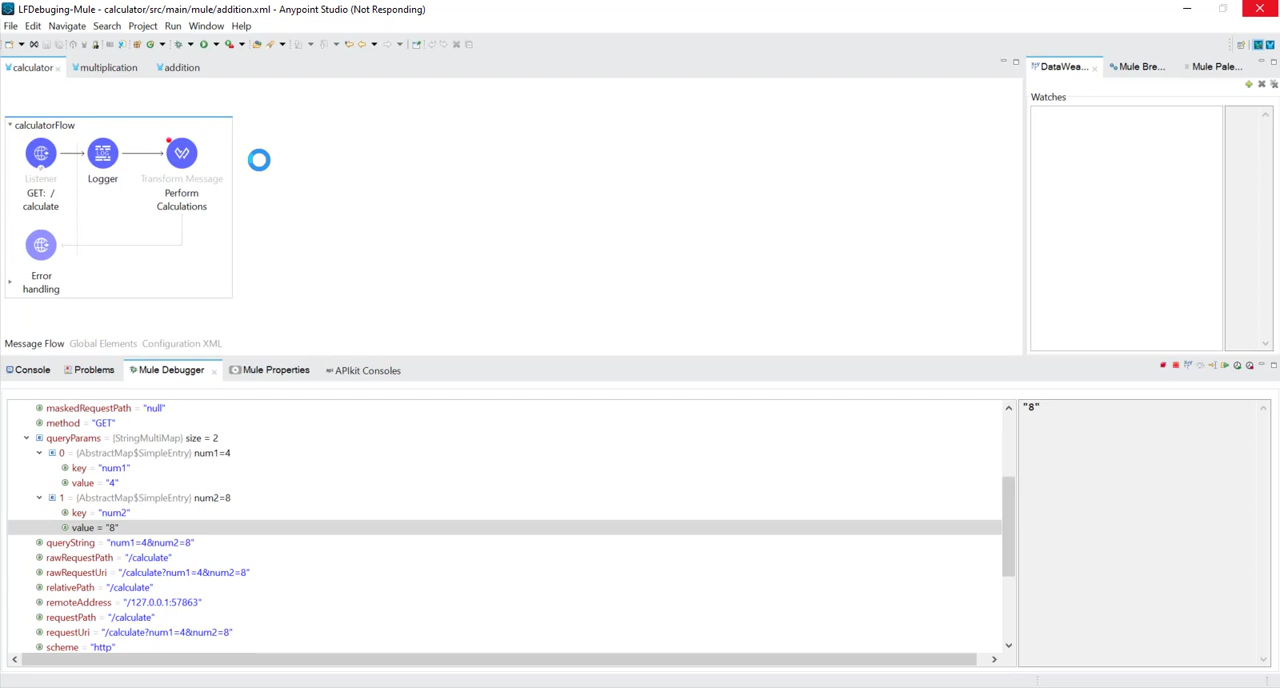 LFDebuging-Mule - calculator/src/main/mule/addition.xml - Anypoint Studio (Not Responding)
File Edit Navigate Search Project Run Window Help
calculator multiplication addition
DataWea... Mule Bre... Mule Pale...
Watches
calculatorFlow
LOG
Listener Logger Transform Message
GET: / Perform
calculate Calculations
Error
handling
Message Flow Global Elements Configuration XML
Console Problems Mule Debugger Mule Properties APIkit Consoles
maskedRequestPath = "null"
method = "GET"
queryParams = {StringMultiMap} size = 2
0 = {AbstractMap$SimpleEntry} num1=4
key = "num1"
value = "4"
1 = {AbstractMap$SimpleEntry} num2=8
key = "num2"
value = "8"
queryString = "num1=4&num2=8"
rawRequestPath = "/calculate"
rawRequestUri = "/calculate?num1=4&num2=8"
relativePath = "/calculate"
remoteAddress = "/127.0.0.1:57863"
requestPath = "/calculate"
requestUri = "/calculate?num1=4&num2=8"
scheme = "http"
"8"